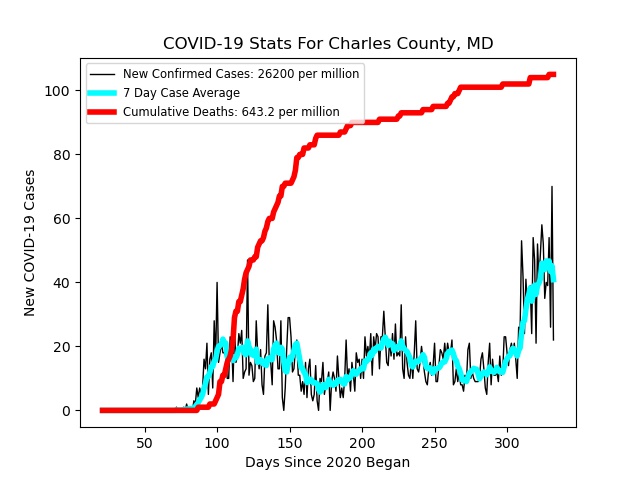 COVID-19 Stats For Charles County, MD
New Confirmed Cases: 26200 per million
7 Day Case Average
Cumulative Deaths: 643.2 per million
New COVID-19 Cases
100
80
60
40
20
0
50 100 150 200 250 300
Days Since 2020 Began